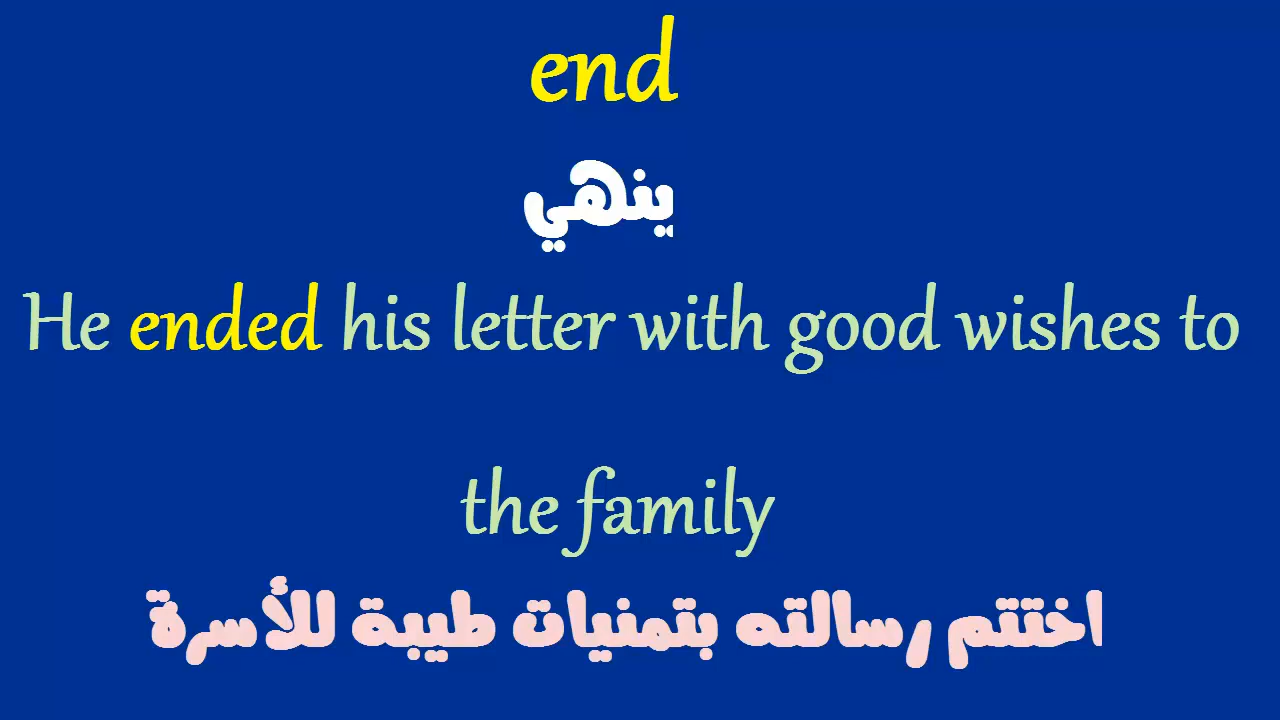 end
ينهي
He ended his letter with good wishes to
the family
اختتم رسالته بتمنيات طيبة للأسرة